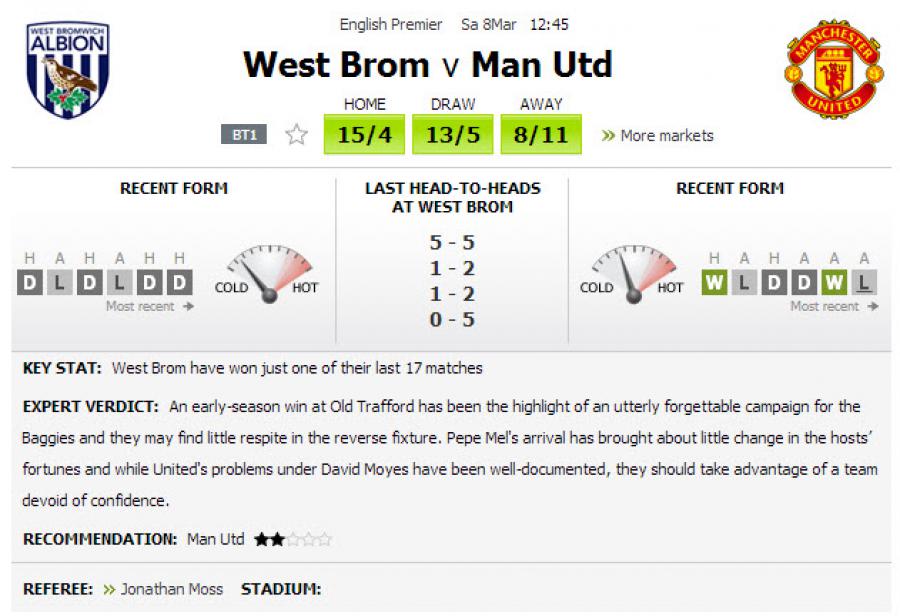 WEST BROMWICH
ALBION
MANCHESTER
UNITED
English Premier Sa 8Mar 12:45
West Brom v Man Utd
HOME DRAW AWAY
BT1 15/4 13/5 8/11 More markets
RECENT FORM
H A H A H H
D L D L D D
Most recent
COLD HOT
LAST HEAD-TO-HEADS
AT WEST BROM
5 - 5
1 - 2
1 - 2
0 - 5
RECENT FORM
COLD HOT
H A H A A A
W L D D W L
Most recent
KEY STAT: West Brom have won just one of their last 17 matches
EXPERT VERDICT: An early-season win at Old Trafford has been the highlight of an utterly forgettable campaign for the
Baggies and they may find little respite in the reverse fixture. Pepe Mel's arrival has brought about little change in the hosts’
fortunes and while United's problems under David Moyes have been well-documented, they should take advantage of a team
devoid of confidence.
RECOMMENDATION: Man Utd
REFEREE: Jonathan Moss STADIUM: